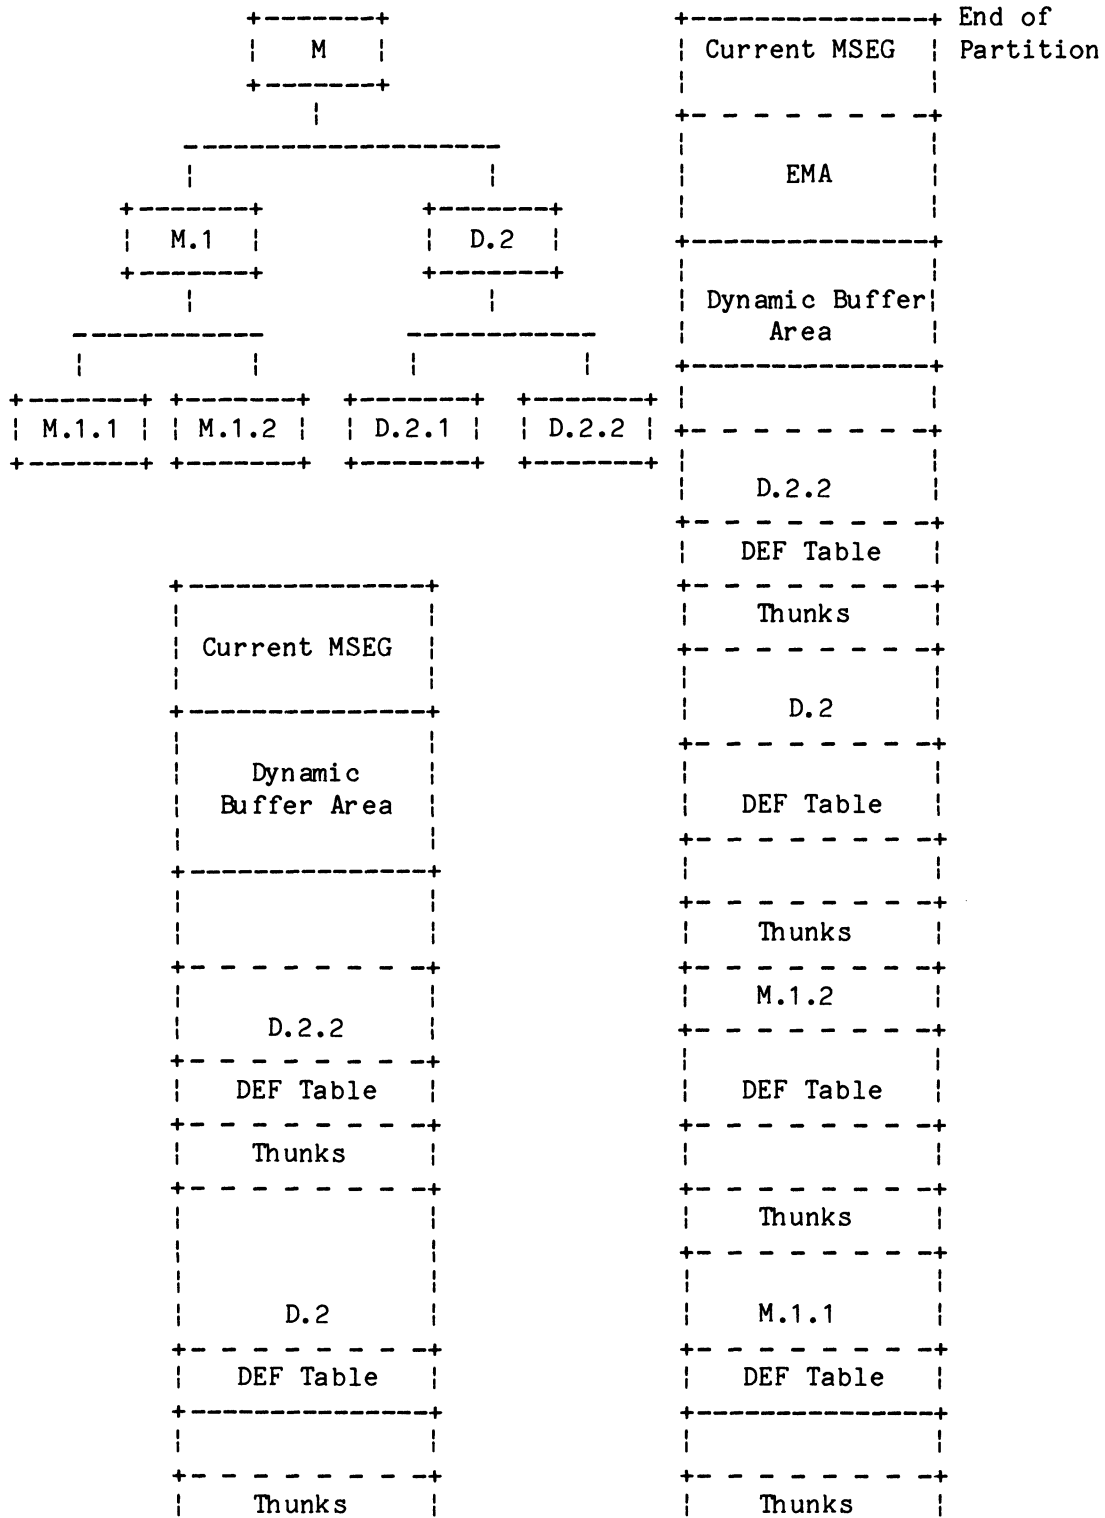 M
M.1
D.2
M.1.1
M.1.2
D.2.1
D.2.2
Current MSEG
Dynamic
Buffer Area
D.2.2
DEF Table
Thunks
D.2
DEF Table
Thunks
End of
Partition
Current MSEG
EMA
Dynamic Buffer
Area
D.2.2
DEF Table
Thunks
D.2
DEF Table
Thunks
M.1.2
DEF Table
Thunks
M.1.1
DEF Table
Thunks